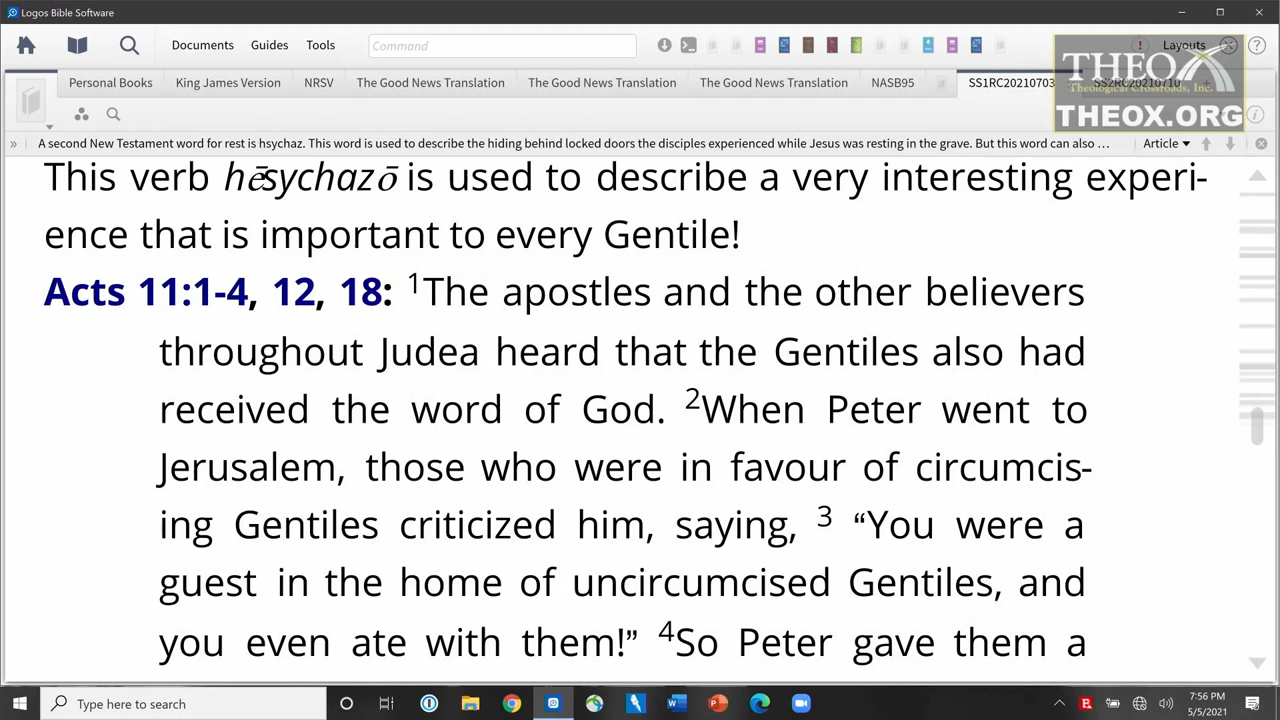 Logos Bible Software
Documents Guides Tools Command Layouts
THEOX
Theological Crossroads, Inc.
THEOX.ORG
Personal Books King James Version NRSV The Good News Translation The Good News Translation The Good News Translation NASB95 SS1RC20210703 SS2RC20210710
A second New Testament word for rest is hsychaz. This word is used to describe the hiding behind locked doors the disciples experienced while Jesus was resting in the grave. But this word can also ... Article
This verb hēsychazō is used to describe a very interesting experi-
ence that is important to every Gentile!
Acts 11:1-4, 12, 18: 1The apostles and the other believers
throughout Judea heard that the Gentiles also had
received the word of God. 2When Peter went to
Jerusalem, those who were in favour of circumcis-
ing Gentiles criticized him, saying, 3 “You were a
guest in the home of uncircumcised Gentiles, and
you even ate with them!” 4So Peter gave them a
Type here to search
7:56 PM
5/5/2021